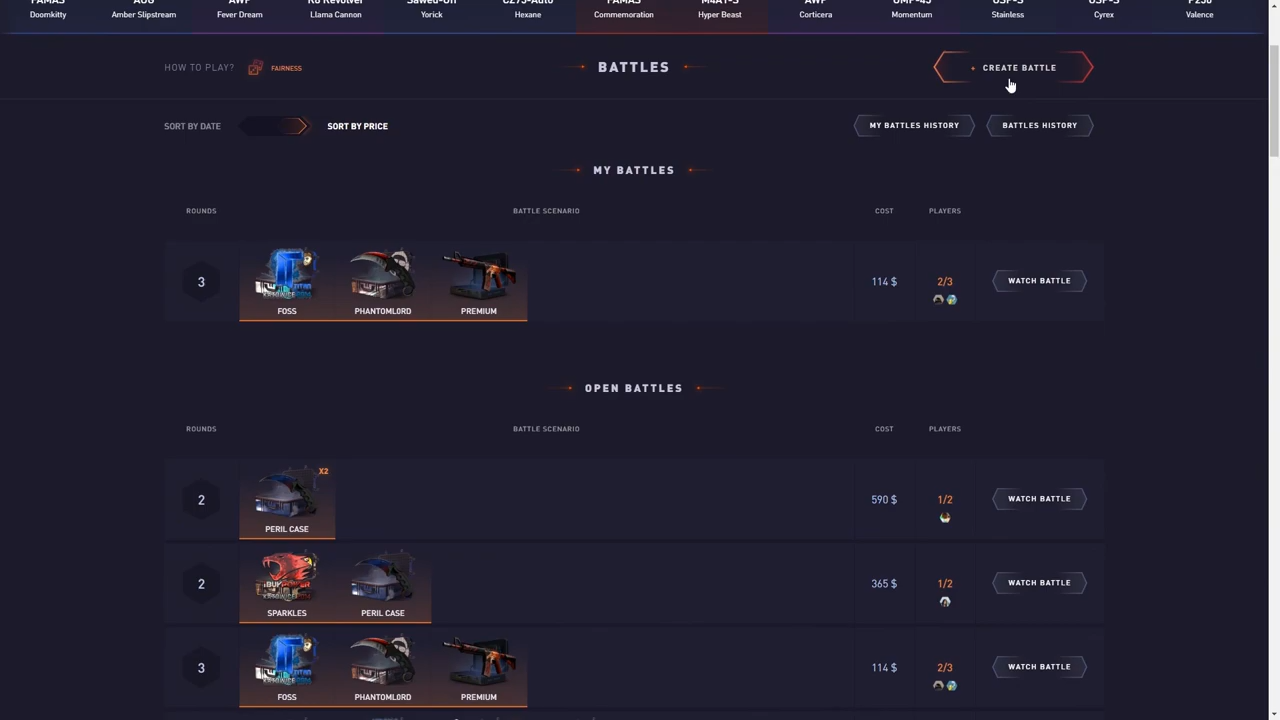 Doomkitty Amber Slipstream Fever Dream Llama Cannon Yorick Hexane Commemoration Hyper Beast Corticera Momentum Stainless Cyrex Valence
HOW TO PLAY? FAIRNESS BATTLES + CREATE BATTLE
SORT BY DATE SORT BY PRICE MY BATTLES HISTORY BATTLES HISTORY
MY BATTLES
ROUNDS BATTLE SCENARIO COST PLAYERS
3 114 $ 2/3 WATCH BATTLE
FOSS PHANTOML0RD PREMIUM
OPEN BATTLES
ROUNDS BATTLE SCENARIO COST PLAYERS
X2
2 590 $ 1/2 WATCH BATTLE
PERIL CASE
2 365 $ 1/2 WATCH BATTLE
SPARKLES PERIL CASE
3 114 $ 2/3 WATCH BATTLE
FOSS PHANTOML0RD PREMIUM